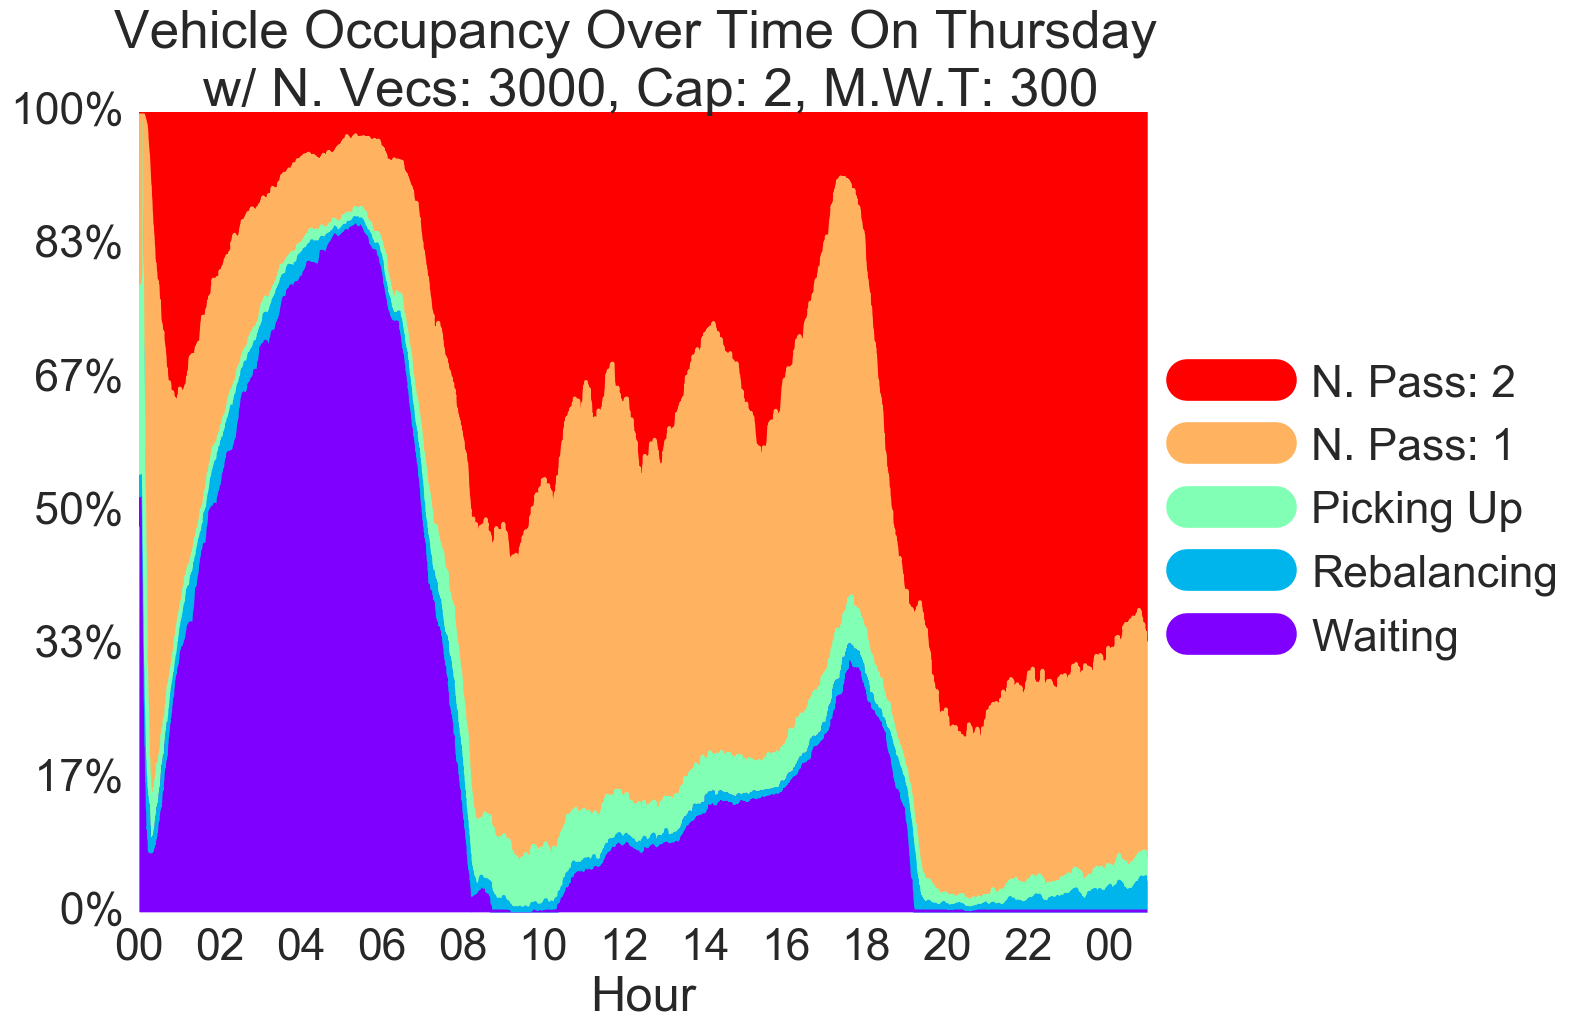 Vehicle Occupancy Over Time On Thursday
w/ N. Vecs: 3000, Cap: 2, M.W.T: 300
100%
83%
67%
50%
33%
17%
0%
00 02 04 06 08 10 12 14 16 18 20 22 00
Hour
N. Pass: 2
N. Pass: 1
Picking Up
Rebalancing
Waiting